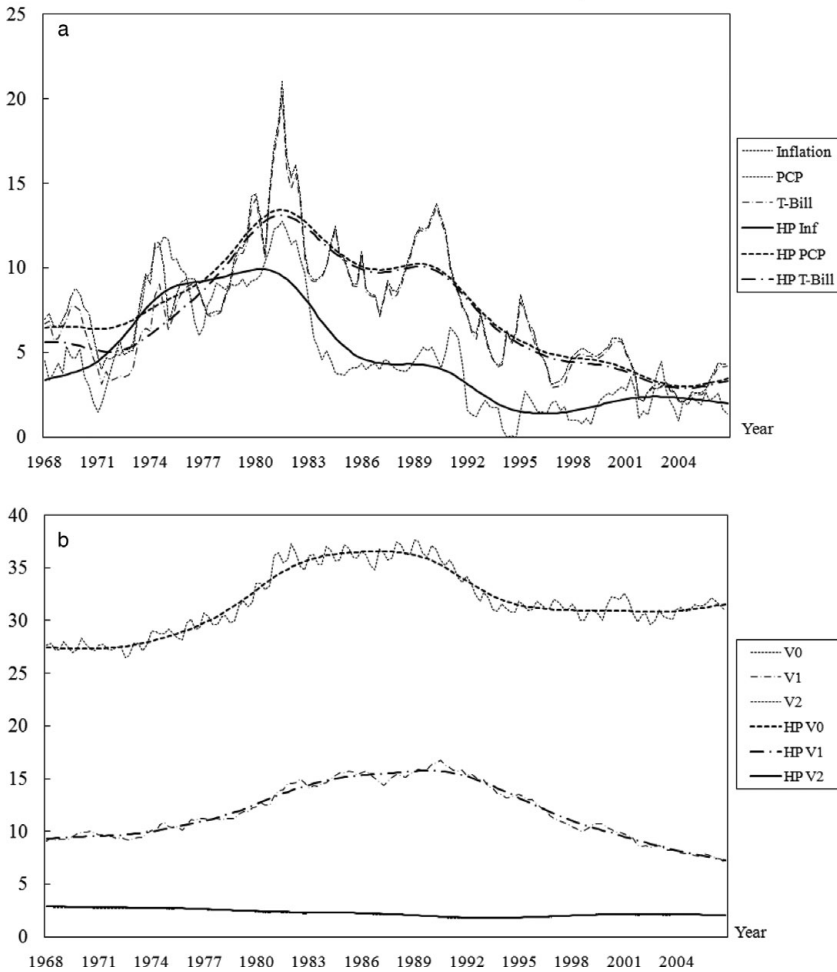 a
25
20
15
10
5
0
1968 1971 1974 1977 1980 1983 1986 1989 1992 1995 1998 2001 2004
Year
Inflation
PCP
T-Bill
HP Inf
HP PCP
HP T-Bill
b
40
35
30
25
20
15
10
5
0
1968 1971 1974 1977 1980 1983 1986 1989 1992 1995 1998 2001 2004
Year
V0
V1
V2
HP V0
HP V1
HP V2